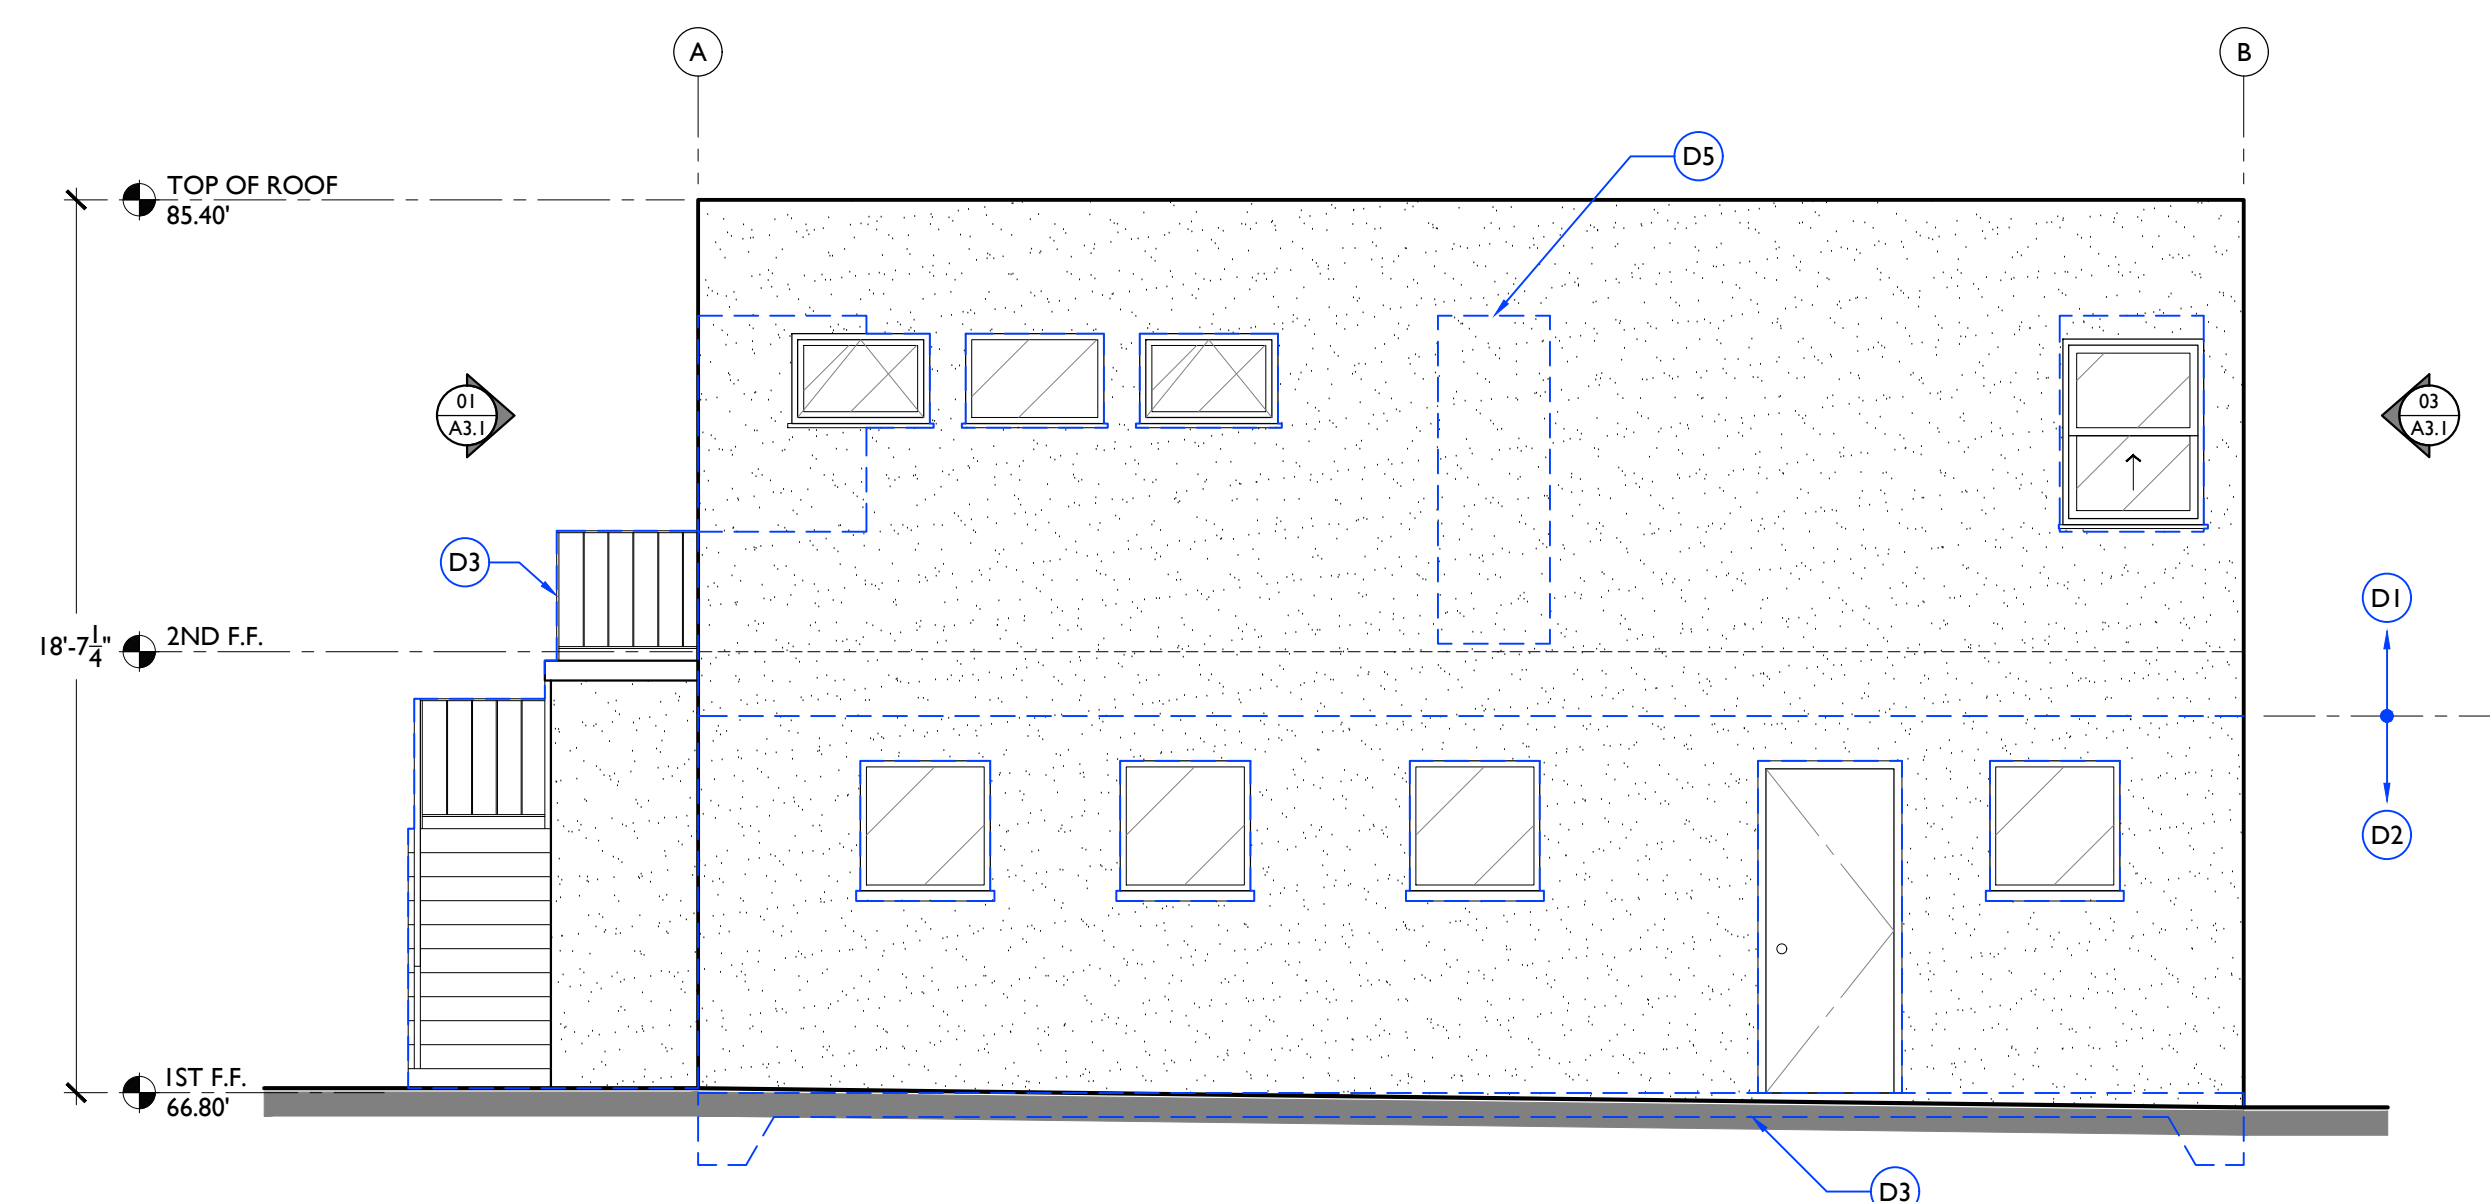 A
B
D5
TOP OF ROOF
85.40'
01
A3.1
03
A3.1
D3
D1
2ND F.F.
18'-7 1/4"
D2
1ST F.F.
66.80'
D3